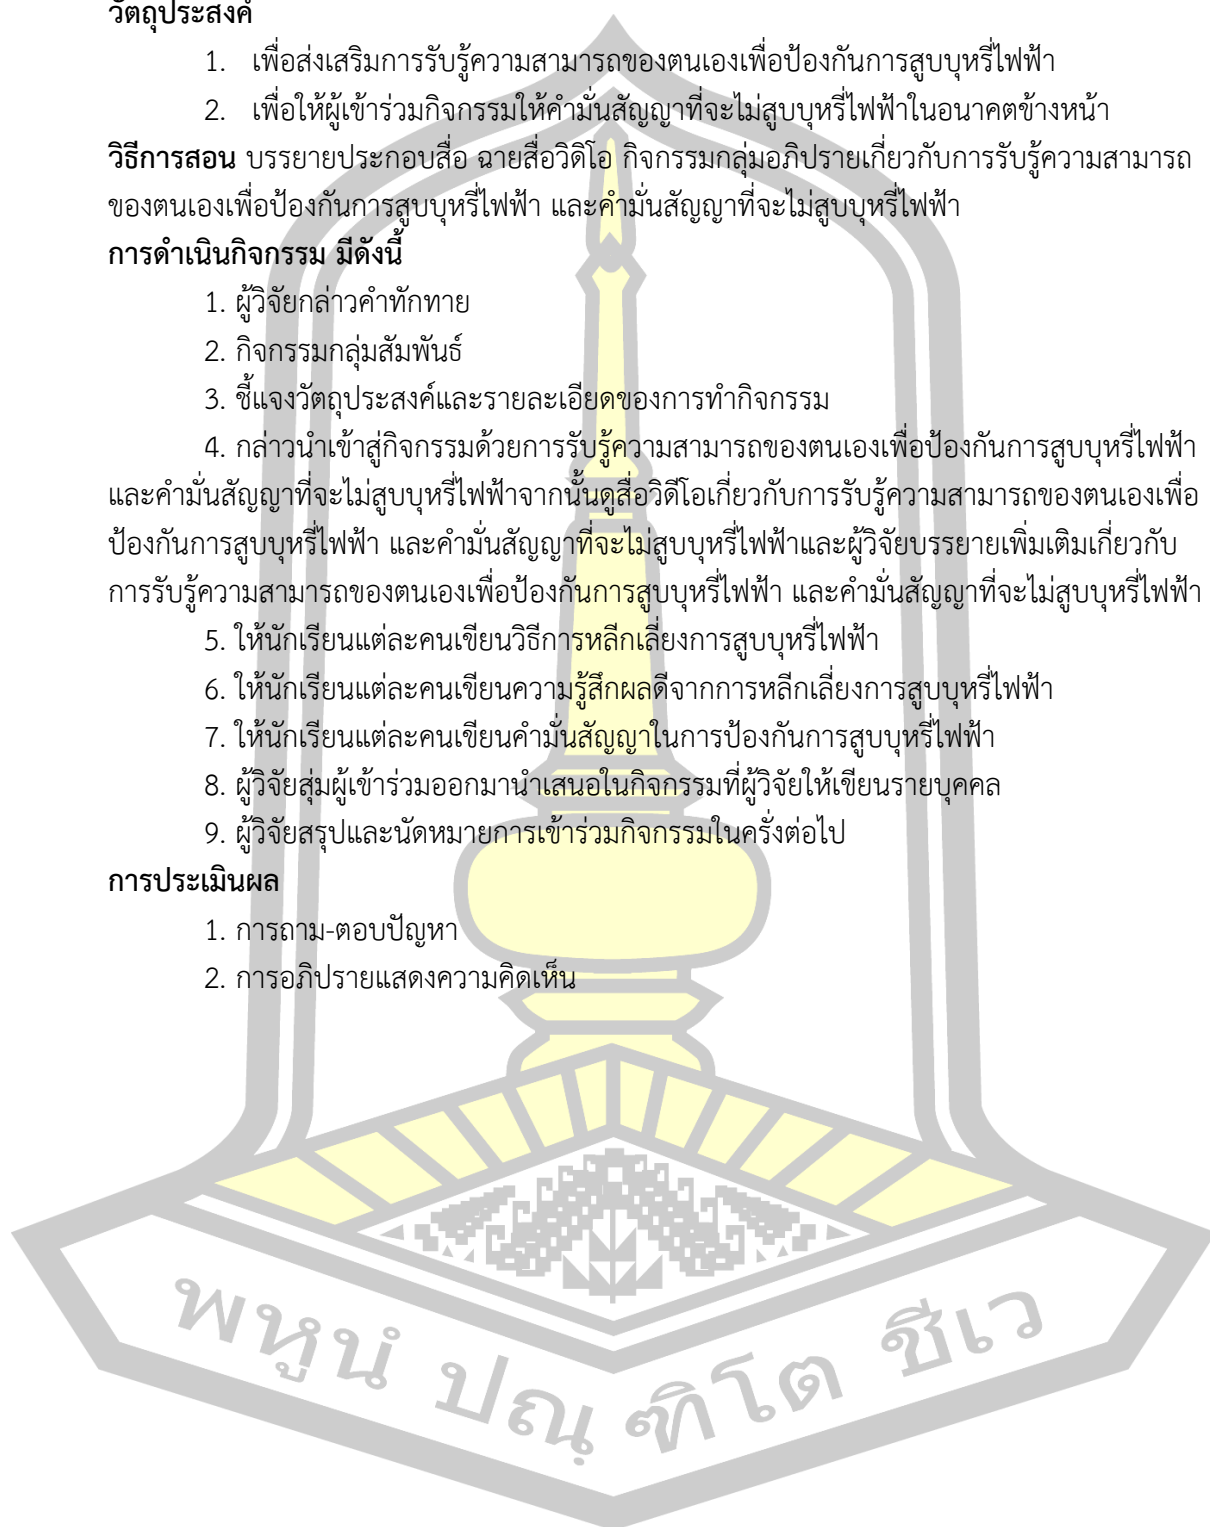 วัตถุประสงค์
1. เพื่อส่งเสริมการรับรู้ความสามารถของตนเองเพื่อป้องกันการสูบบุหรี่ไฟฟ้า
2. เพื่อให้ผู้เข้าร่วมกิจกรรมให้คำมั่นสัญญาที่จะไม่สูบบุหรี่ไฟฟ้าในอนาคตข้างหน้า
วิธีการสอน บรรยายประกอบสื่อ ฉายสื่อวิดิโอ กิจกรรมกลุ่มอภิปรายเกี่ยวกับการรับรู้ความสามารถ
ของตนเองเพื่อป้องกันการสูบบุหรี่ไฟฟ้า และคำมั่นสัญญาที่จะไม่สูบบุหรี่ไฟฟ้า
การดำเนินกิจกรรม มีดังนี้
1. ผู้วิจัยกล่าวคำทักทาย
2. กิจกรรมกลุ่มสัมพันธ์
3. ชี้แจงวัตถุประสงค์และรายละเอียดของการทำกิจกรรม
4. กล่าวนำเข้าสู่กิจกรรมด้วยการรับรู้ความสามารถของตนเองเพื่อป้องกันการสูบบุหรี่ไฟฟ้า
และคำมั่นสัญญาที่จะไม่สูบบุหรี่ไฟฟ้าจากนั้นดูสื่อวิดีโอเกี่ยวกับการรับรู้ความสามารถของตนเองเพื่อ
ป้องกันการสูบบุหรี่ไฟฟ้า และคำมั่นสัญญาที่จะไม่สูบบุหรี่ไฟฟ้าและผู้วิจัยบรรยายเพิ่มเติมเกี่ยวกับ
การรับรู้ความสามารถของตนเองเพื่อป้องกันการสูบบุหรี่ไฟฟ้า และคำมั่นสัญญาที่จะไม่สูบบุหรี่ไฟฟ้า
5. ให้นักเรียนแต่ละคนเขียนวิธีการหลีกเลี่ยงการสูบบุหรี่ไฟฟ้า
6. ให้นักเรียนแต่ละคนเขียนความรู้สึกผลดีจากการหลีกเลี่ยงการสูบบุหรี่ไฟฟ้า
7. ให้นักเรียนแต่ละคนเขียนคำมั่นสัญญาในการป้องกันการสูบบุหรี่ไฟฟ้า
8. ผู้วิจัยสุ่มผู้เข้าร่วมออกมานำเสนอในกิจกรรมที่ผู้วิจัยให้เขียนรายบุคคล
9. ผู้วิจัยสรุปและนัดหมายการเข้าร่วมกิจกรรมในครั้งต่อไป
การประเมินผล
1. การถาม-ตอบปัญหา
2. การอภิปรายแสดงความคิดเห็น
พหูนํ ปณฺฑิโต ชีเว